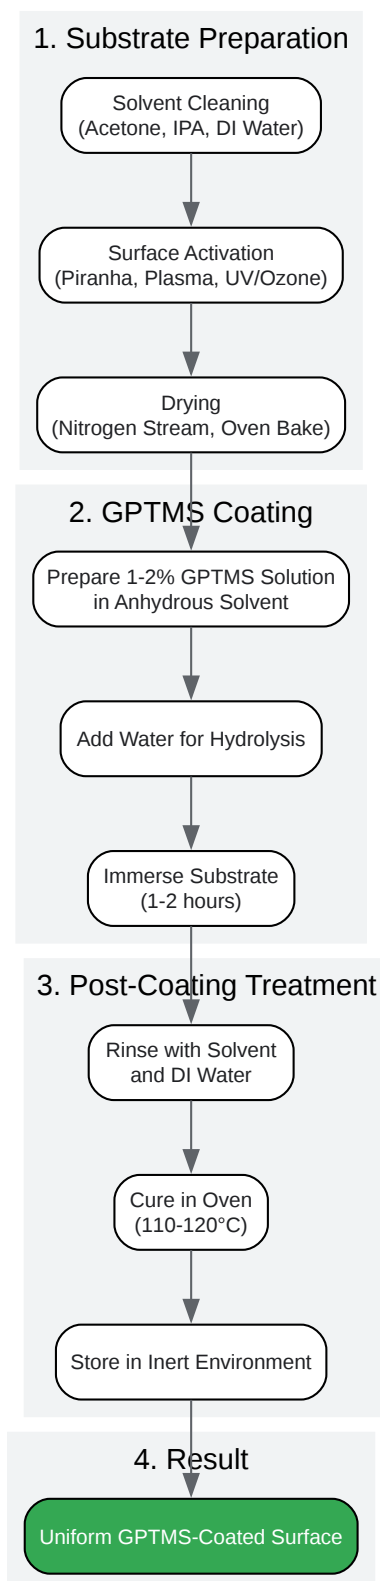 1. Substrate Preparation
Solvent Cleaning
(Acetone, IPA, DI Water)
Surface Activation
(Piranha, Plasma, UV/Ozone)
Drying
(Nitrogen Stream, Oven Bake)
2. GPTMS Coating
Prepare 1-2% GPTMS Solution
in Anhydrous Solvent
Add Water for Hydrolysis
Immerse Substrate
(1-2 hours)
3. Post-Coating Treatment
Rinse with Solvent
and DI Water
Cure in Oven
(110-120°C)
Store in Inert Environment
4. Result
Uniform GPTMS-Coated Surface